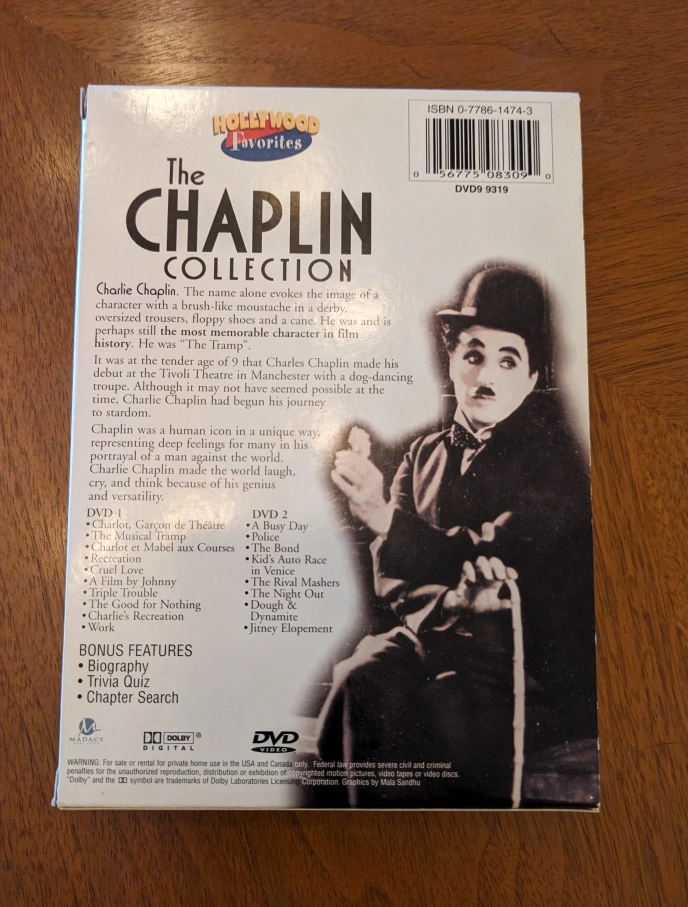 HOLLYWOOD
Favorites
ISBN 0-7786-1474-3
0 56775 08309 0
DVD9 9319
The
CHAPLIN
COLLECTION
Charlie Chaplin. The name alone evokes the image of a
character with a brush-like moustache in a derby,
oversized trousers, floppy shoes and a cane. He was and is
perhaps still the most memorable character in film
history. He was “The Tramp”.
It was at the tender age of 9 that Charles Chaplin made his
debut at the Tivoli Theatre in Manchester with a dog-dancing
troupe. Although it may not have seemed possible at the
time, Charlie Chaplin had begun his journey
to stardom.
Chaplin was a human icon in a unique way,
representing deep feelings for many in his
portrayal of a man against the world.
Charlie Chaplin made the world laugh,
cry, and think because of his genius
and versatility.
DVD 1
• Charlot, Garçon de Théâtre
• The Musical Tramp
• Charlot et Mabel aux Courses
• Recreation
• Cruel Love
• A Film by Johnny
• Triple Trouble
• The Good for Nothing
• Charlie's Recreation
• Work
DVD 2
• A Busy Day
• Police
• The Bond
• Kid's Auto Race
in Venice
• The Rival Mashers
• The Night Out
• Dough &
Dynamite
• Jitney Elopement
BONUS FEATURES
• Biography
• Trivia Quiz
• Chapter Search
MADACY
DOLBY®
DIGITAL
DVD
VIDEO
WARNING: For sale or rental for private home use in the USA and Canada only. Federal law provides severe civil and criminal
penalties for the unauthorized reproduction, distribution or exhibition of copyrighted motion pictures, video tapes or video discs.
"Dolby" and the DD symbol are trademarks of Dolby Laboratories Licensing Corporation. Graphics by Mala Sandhu